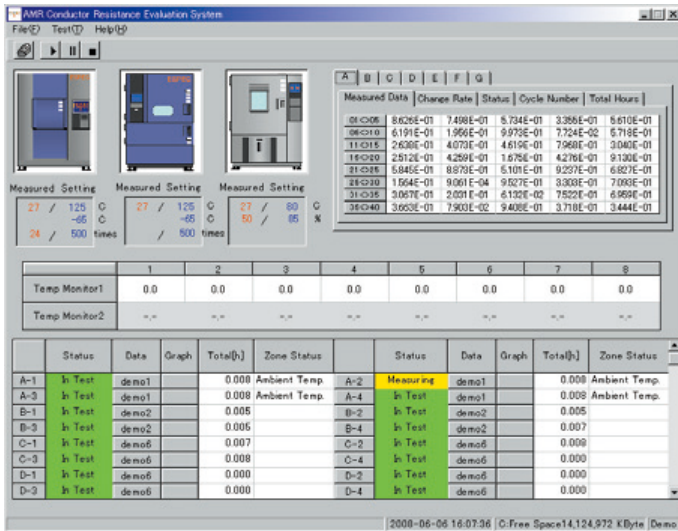 AMR Conductor Resistance Evaluation System
File(F) Test(T) Help(H)
A B C D E F G
Measured Data Change Rate Status Cycle Number Total Hours
01<>05 8.626E-01 7.498E-01 5.734E-01 3.355E-01 5.610E-01
06<>10 6.191E-01 1.956E-01 9.973E-01 7.724E-02 5.718E-01
11<>15 2.638E-01 4.073E-01 4.619E-01 7.968E-01 3.040E-01
16<>20 2.512E-01 4.259E-01 1.675E-01 4.276E-01 9.130E-01
21<>25 5.845E-01 8.873E-01 5.101E-01 9.237E-01 6.827E-01
26<>30 1.564E-01 9.061E-04 9.527E-01 3.303E-01 7.093E-01
31<>35 3.067E-01 2.031E-01 6.132E-02 7.522E-01 6.959E-01
36<>40 3.663E-01 7.903E-02 9.408E-01 3.718E-01 3.444E-01
Measured Setting Measured Setting Measured Setting
27 / 125 C 27 / 125 C 27 / 80 C
-65 C -65 C 50 / 85 %
24 / 500 times / 500 times
1 2 3 4 5 6 7 8
Temp Monitor1 0.0 0.0 0.0 0.0 0.0 0.0 0.0 0.0
Temp Monitor2 -.- -.- -.- -.- -.- -.- -.- -.-
Status Data Graph Total[h] Zone Status Status Data Graph Total[h] Zone Status
A-1 In Test demo1 0.008 Ambient Temp. A-2 Measuring demo1 0.008 Ambient Temp.
A-3 In Test demo1 0.008 Ambient Temp. A-4 In Test demo1 0.008 Ambient Temp.
B-1 In Test demo2 0.005 B-2 In Test demo2 0.005
B-3 In Test demo2 0.005 B-4 In Test demo2 0.007
C-1 In Test demo6 0.007 C-2 In Test demo6 0.008
C-3 In Test demo6 0.008 C-4 In Test demo6 0.000
D-1 In Test demo6 0.000 D-2 In Test demo6 0.000
D-3 In Test demo6 0.000 D-4 In Test demo6 0.000
2008-06-06 16:07:36 C:Free Space14,124,972 KByte Demo